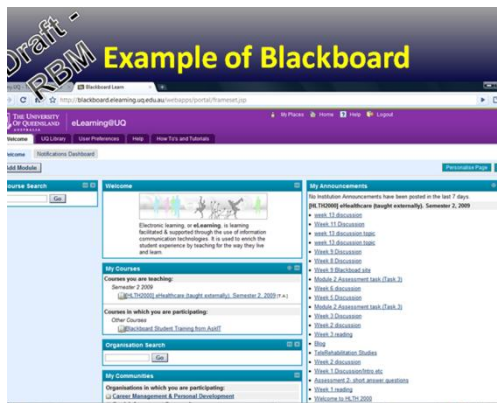 Draft -
RBM
Example of Blackboard
Blackboard Learn
http://blackboard.elearning.uq.edu.au/webapps/portal/frameset.jsp
THE UNIVERSITY
OF QUEENSLAND
AUSTRALIA
eLearning@UQ
My Places Home Help Logout
Welcome UQ Library User Preferences Help How To's and Tutorials
Welcome Notifications Dashboard
Add Module
Personalise Page
Course Search
Go
Welcome
Electronic learning, or eLearning, is learning
facilitated & supported through the use of information
communication technologies. It is used to enrich the
student experience by teaching for the way they live
and learn.
My Courses
Courses you are teaching:
Semester 2 2009
[HLTH2000] eHealthcare (taught externally). Semester 2, 2009
Courses in which you are participating:
Other Courses
Blackboard Student Training from AskIT
Organisation Search
Go
My Communities
Organisations in which you are participating:
Career Management & Personal Development
My Announcements
No Institution Announcements have been posted in the last 7 days.
[HLTH2000] eHealthcare (taught externally). Semester 2, 2009
week 13 discussion
Week 11 Discussion
week 13 discussion topic
week 13 discussion topic
Week 9 Discussion
Week 8 Discussion
Week 9 Blackboad site
Module 2 Assessment task (Task 3)
Week 6 discussion
Week 5 Discussion
Module 2 Assessment task (Task 3)
Week 3 Discussion
Week 2 discussion
Week 3 reading
Blog
TeleRehabilitation Studies
Week 2 discussion
Week 1 Discussion/Intro etc
Assessment 2- short answer questions
Week 1 reading
Welcome to HLTH 2000